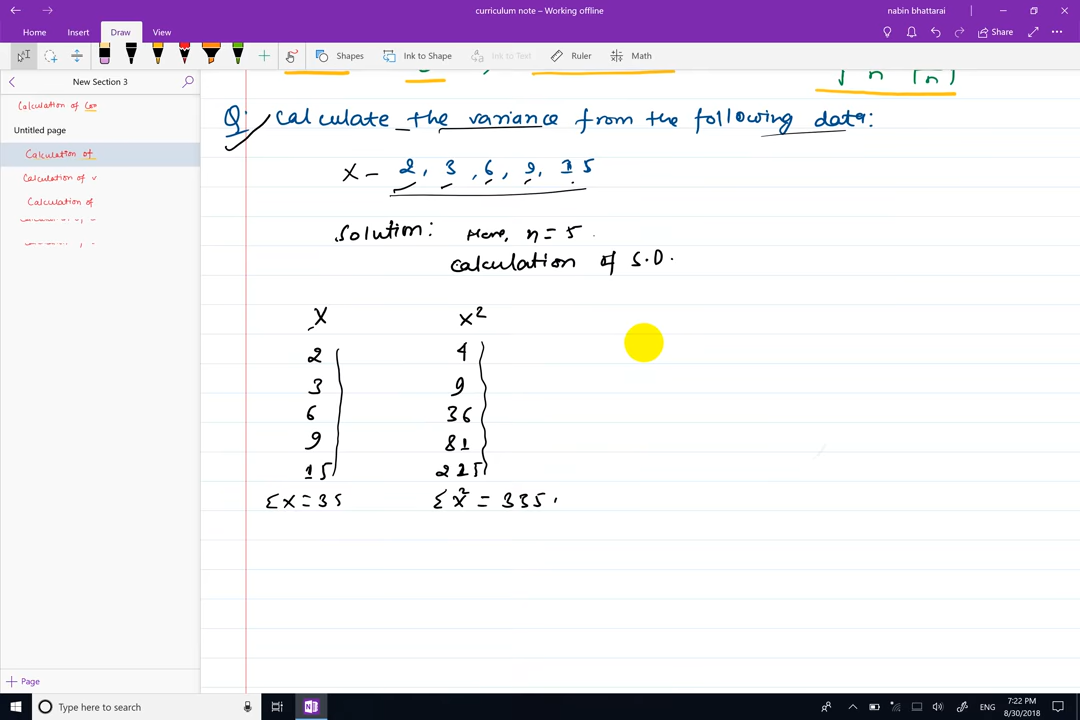 curriculum note – Working offline
nabin bhattarai
Home Insert Draw View
Share
Shapes Ink to Shape Ink to Text Ruler Math
New Section 3
Calculation of
Untitled page
Calculation of
Calculation of v
Calculation of
n n
Q. Calculate the variance from the following data:
X – 2, 3, 6, 9, 15
Solution: Here, n = 5
Calculation of S.D.
X X²
2 4
3 9
6 36
9 81
15 225
Σx = 35 Σx² = 335
Page
Type here to search
ENG
7:22 PM
8/30/2018